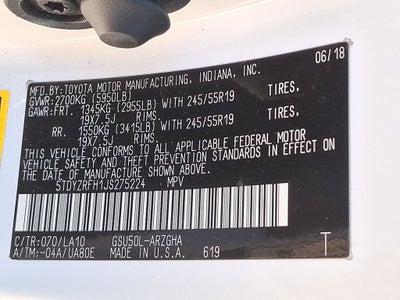 06/18
MFD.BY:TOYOTA MOTOR MANUFACTURING, INDIANA, INC.
GVWR:2700KG(5950LB)
GAWR:FRT. 1345KG(2955LB)WITH 245/55R19 TIRES,
19X7.5J RIMS.
RR. 1550KG(3415LB)WITH 245/55R19 TIRES,
19X7.5J RIMS.
THIS VEHICLE CONFORMS TO ALL APPLICABLE FEDERAL MOTOR
VEHICLE SAFETY AND THEFT PREVENTION STANDARDS IN EFFECT ON
THE DATE OF MANUFACTURE SHOWN ABOVE.
5TDYZRFH1JS275224 MPV
C/TR:070/LA10 GSU50L-ARZGHA
A/TM:-04A/UA80E MADE IN U.S.A. 619 T